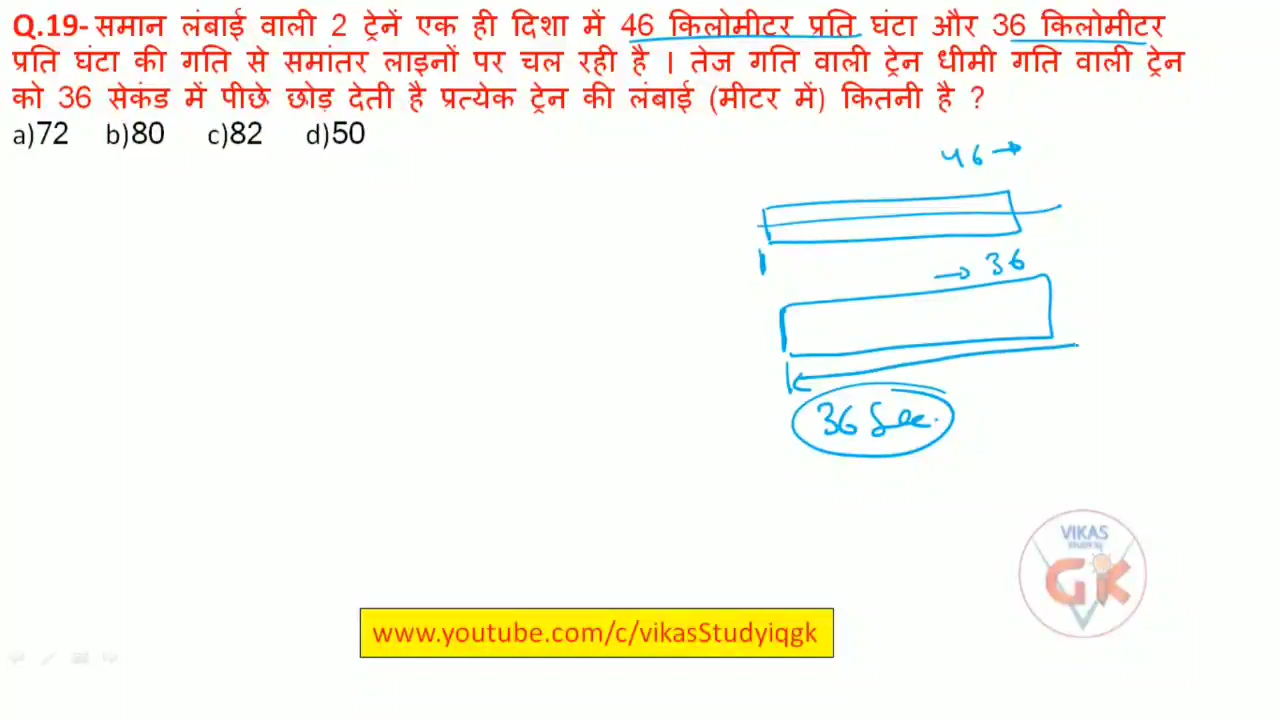 Q.19- समान लंबाई वाली 2 ट्रेनें एक ही दिशा में 46 किलोमीटर प्रति घंटा और 36 किलोमीटर
प्रति घंटा की गति से समांतर लाइनों पर चल रही है । तेज गति वाली ट्रेन धीमी गति वाली ट्रेन
को 36 सेकंड में पीछे छोड़ देती है प्रत्येक ट्रेन की लंबाई (मीटर में) कितनी है ?
a)72 b)80 c)82 d)50
46
36
36 Sec.
VIKAS
STUDY IQ
GK
www.youtube.com/c/vikasStudyiqgk